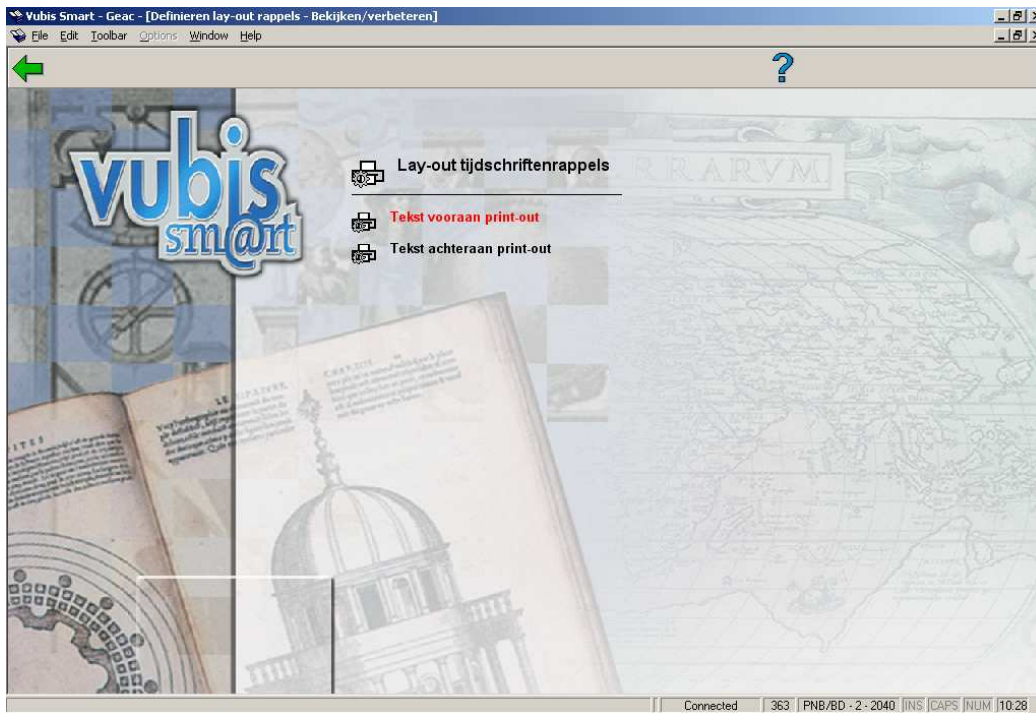 Vubis Smart - Geac - [Definieren lay-out rappels - Bekijken/verbeteren]
File Edit Toolbar Options Window Help
?
vubis
sm@rt
RRARVM
Lay-out tijdschriftenrappels
Tekst vooraan print-out
Tekst achteraan print-out
Connected 363 PNB/BD - 2 - 2040 INS CAPS NUM 10:28